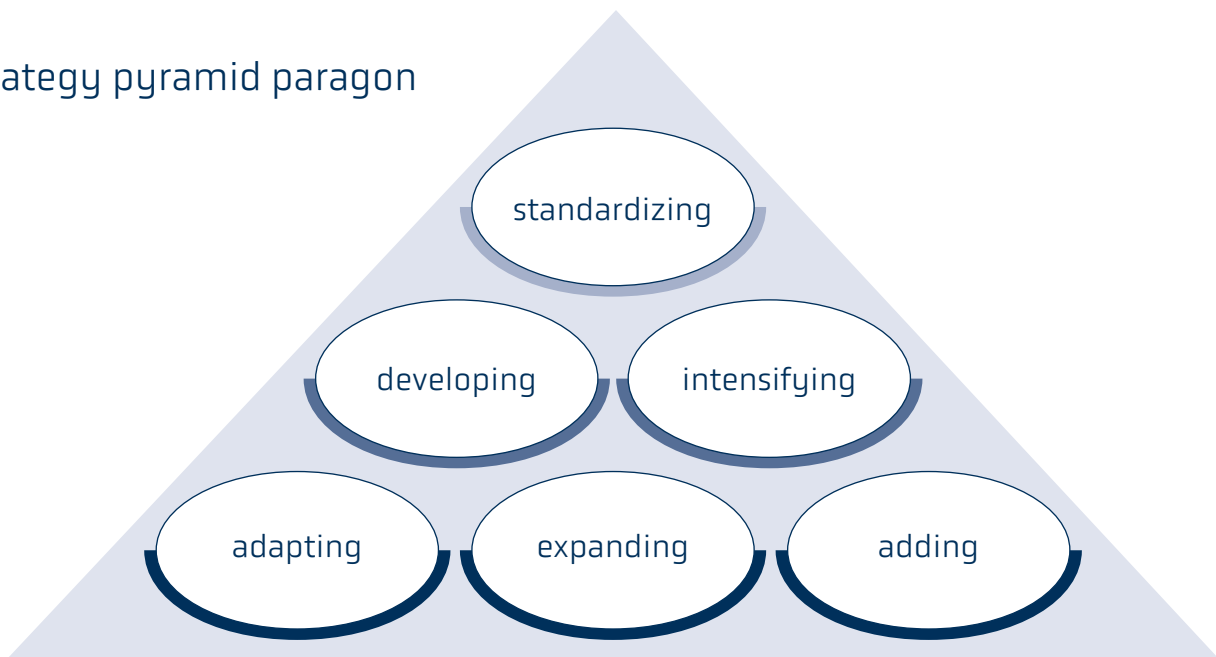 ategy pyramid paragon
standardizing
developing intensifying
adapting expanding adding